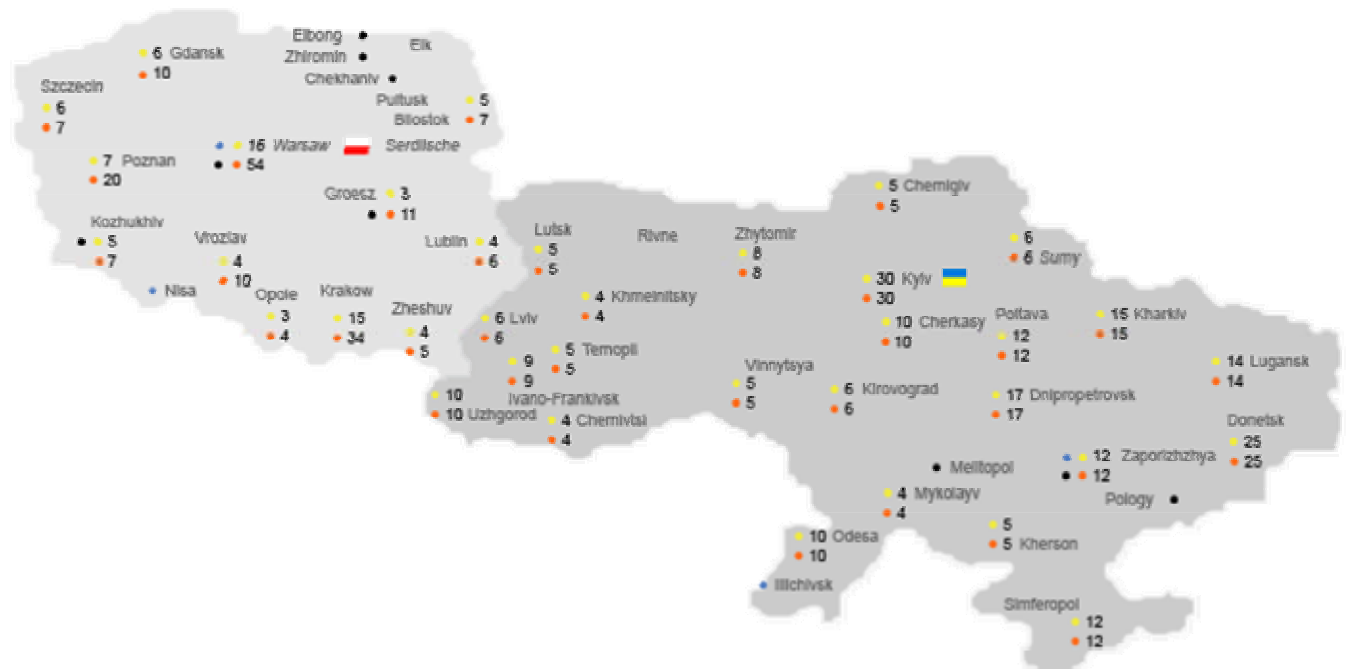 Elbong
Elk
6 Gdansk
10
Zhiromin
Chekhaniv
Szczecin
6
7
Pultusk
5
Bilostok
7
16 Warsaw
54
Serdilsche
7 Poznan
20
Groesz
3
11
Kozhukhiv
5
7
Vrozlav
4
10
Lublin
4
6
Nisa
Opole
3
4
Krakow
15
34
Zheshuv
4
5
Lutsk
5
5
Rivne
Zhytomir
8
8
5 Chernigiv
5
6
6 Sumy
30 Kyiv
30
4 Khmelnitsky
4
6 Lviv
6
10 Cherkasy
10
Poltava
12
12
15 Kharkiv
15
5 Ternopil
5
9
9
Ivano-Frankivsk
Vinnytsya
5
5
6 Kirovograd
6
14 Lugansk
14
10
10 Uzhgorod
4 Chernivtsi
4
17 Dnipropetrovsk
17
Donetsk
25
25
12 Zaporizhzhya
12
Melitopol
Pology
4 Mykolayv
4
5
5 Kherson
10 Odesa
10
Illichivsk
Simferopol
12
12